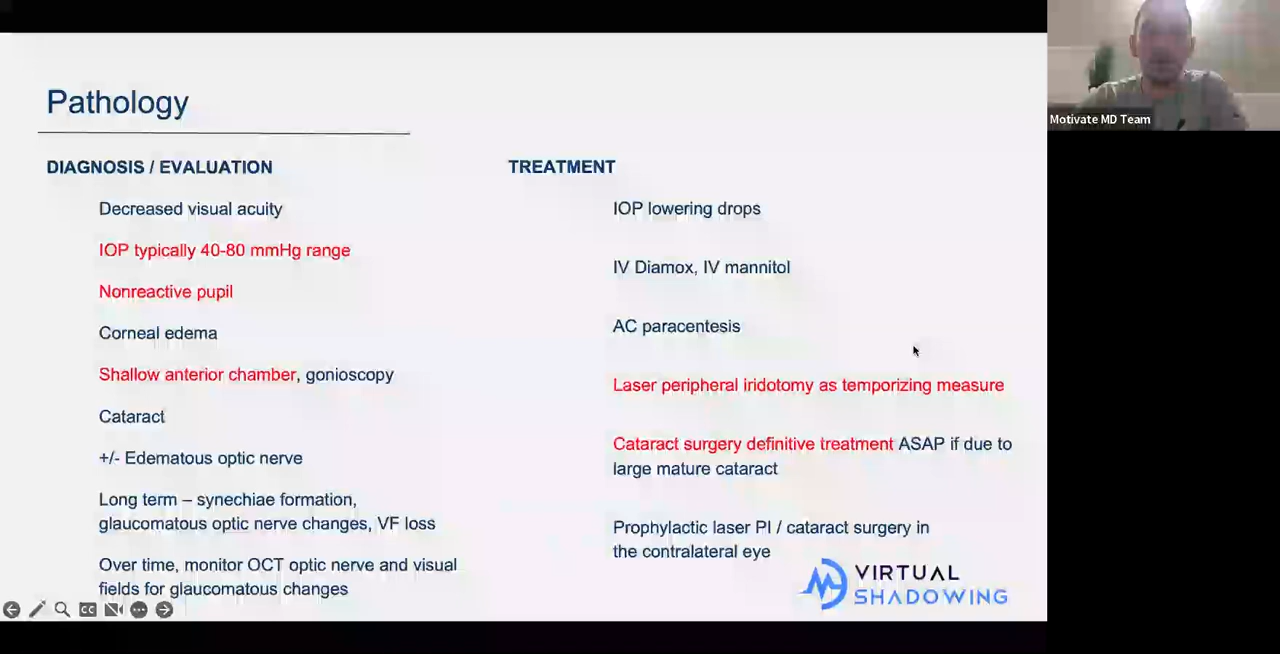 Pathology
DIAGNOSIS / EVALUATION
Decreased visual acuity
IOP typically 40-80 mmHg range
Nonreactive pupil
Corneal edema
Shallow anterior chamber, gonioscopy
Cataract
+/- Edematous optic nerve
Long term – synechiae formation,
glaucomatous optic nerve changes, VF loss
Over time, monitor OCT optic nerve and visual
fields for glaucomatous changes
TREATMENT
IOP lowering drops
IV Diamox, IV mannitol
AC paracentesis
Laser peripheral iridotomy as temporizing measure
Cataract surgery definitive treatment ASAP if due to
large mature cataract
Prophylactic laser PI / cataract surgery in
the contralateral eye
VIRTUAL
SHADOWING
CC
Motivate MD Team